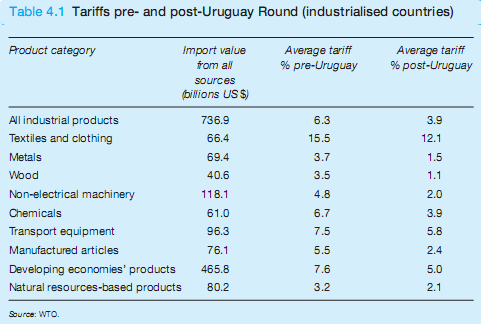 Table 4.1 Tariffs pre- and post-Uruguay Round (industrialised countries)
Product category Import value Average tariff Average tariff
from all % pre-Uruguay % post-Uruguay
sources
(billions US$)
All industrial products 736.9 6.3 3.9
Textiles and clothing 66.4 15.5 12.1
Metals 69.4 3.7 1.5
Wood 40.6 3.5 1.1
Non-electrical machinery 118.1 4.8 2.0
Chemicals 61.0 6.7 3.9
Transport equipment 96.3 7.5 5.8
Manufactured articles 76.1 5.5 2.4
Developing economies' products 465.8 7.6 5.0
Natural resources-based products 80.2 3.2 2.1
Source: WTO.